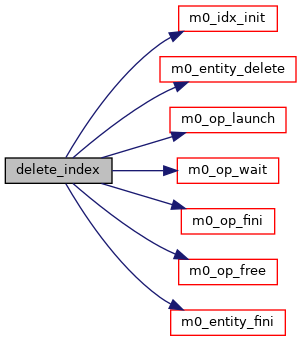 m0_idx_init
m0_entity_delete
m0_op_launch
delete_index
m0_op_wait
m0_op_fini
m0_op_free
m0_entity_fini